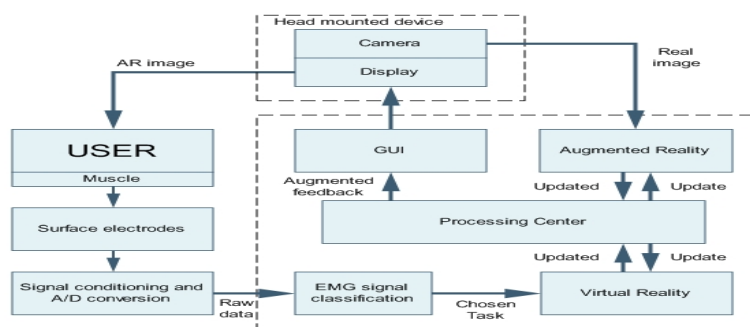 Head mounted device
Camera
Display
AR image
Real
image
USER
Muscle
GUI
Augmented Reality
Augmented
feedback
Updated
Update
Surface electrodes
Processing Center
Updated
Update
Signal conditioning and
A/D conversion
Raw
data
EMG signal
classification
Chosen
Task
Virtual Reality